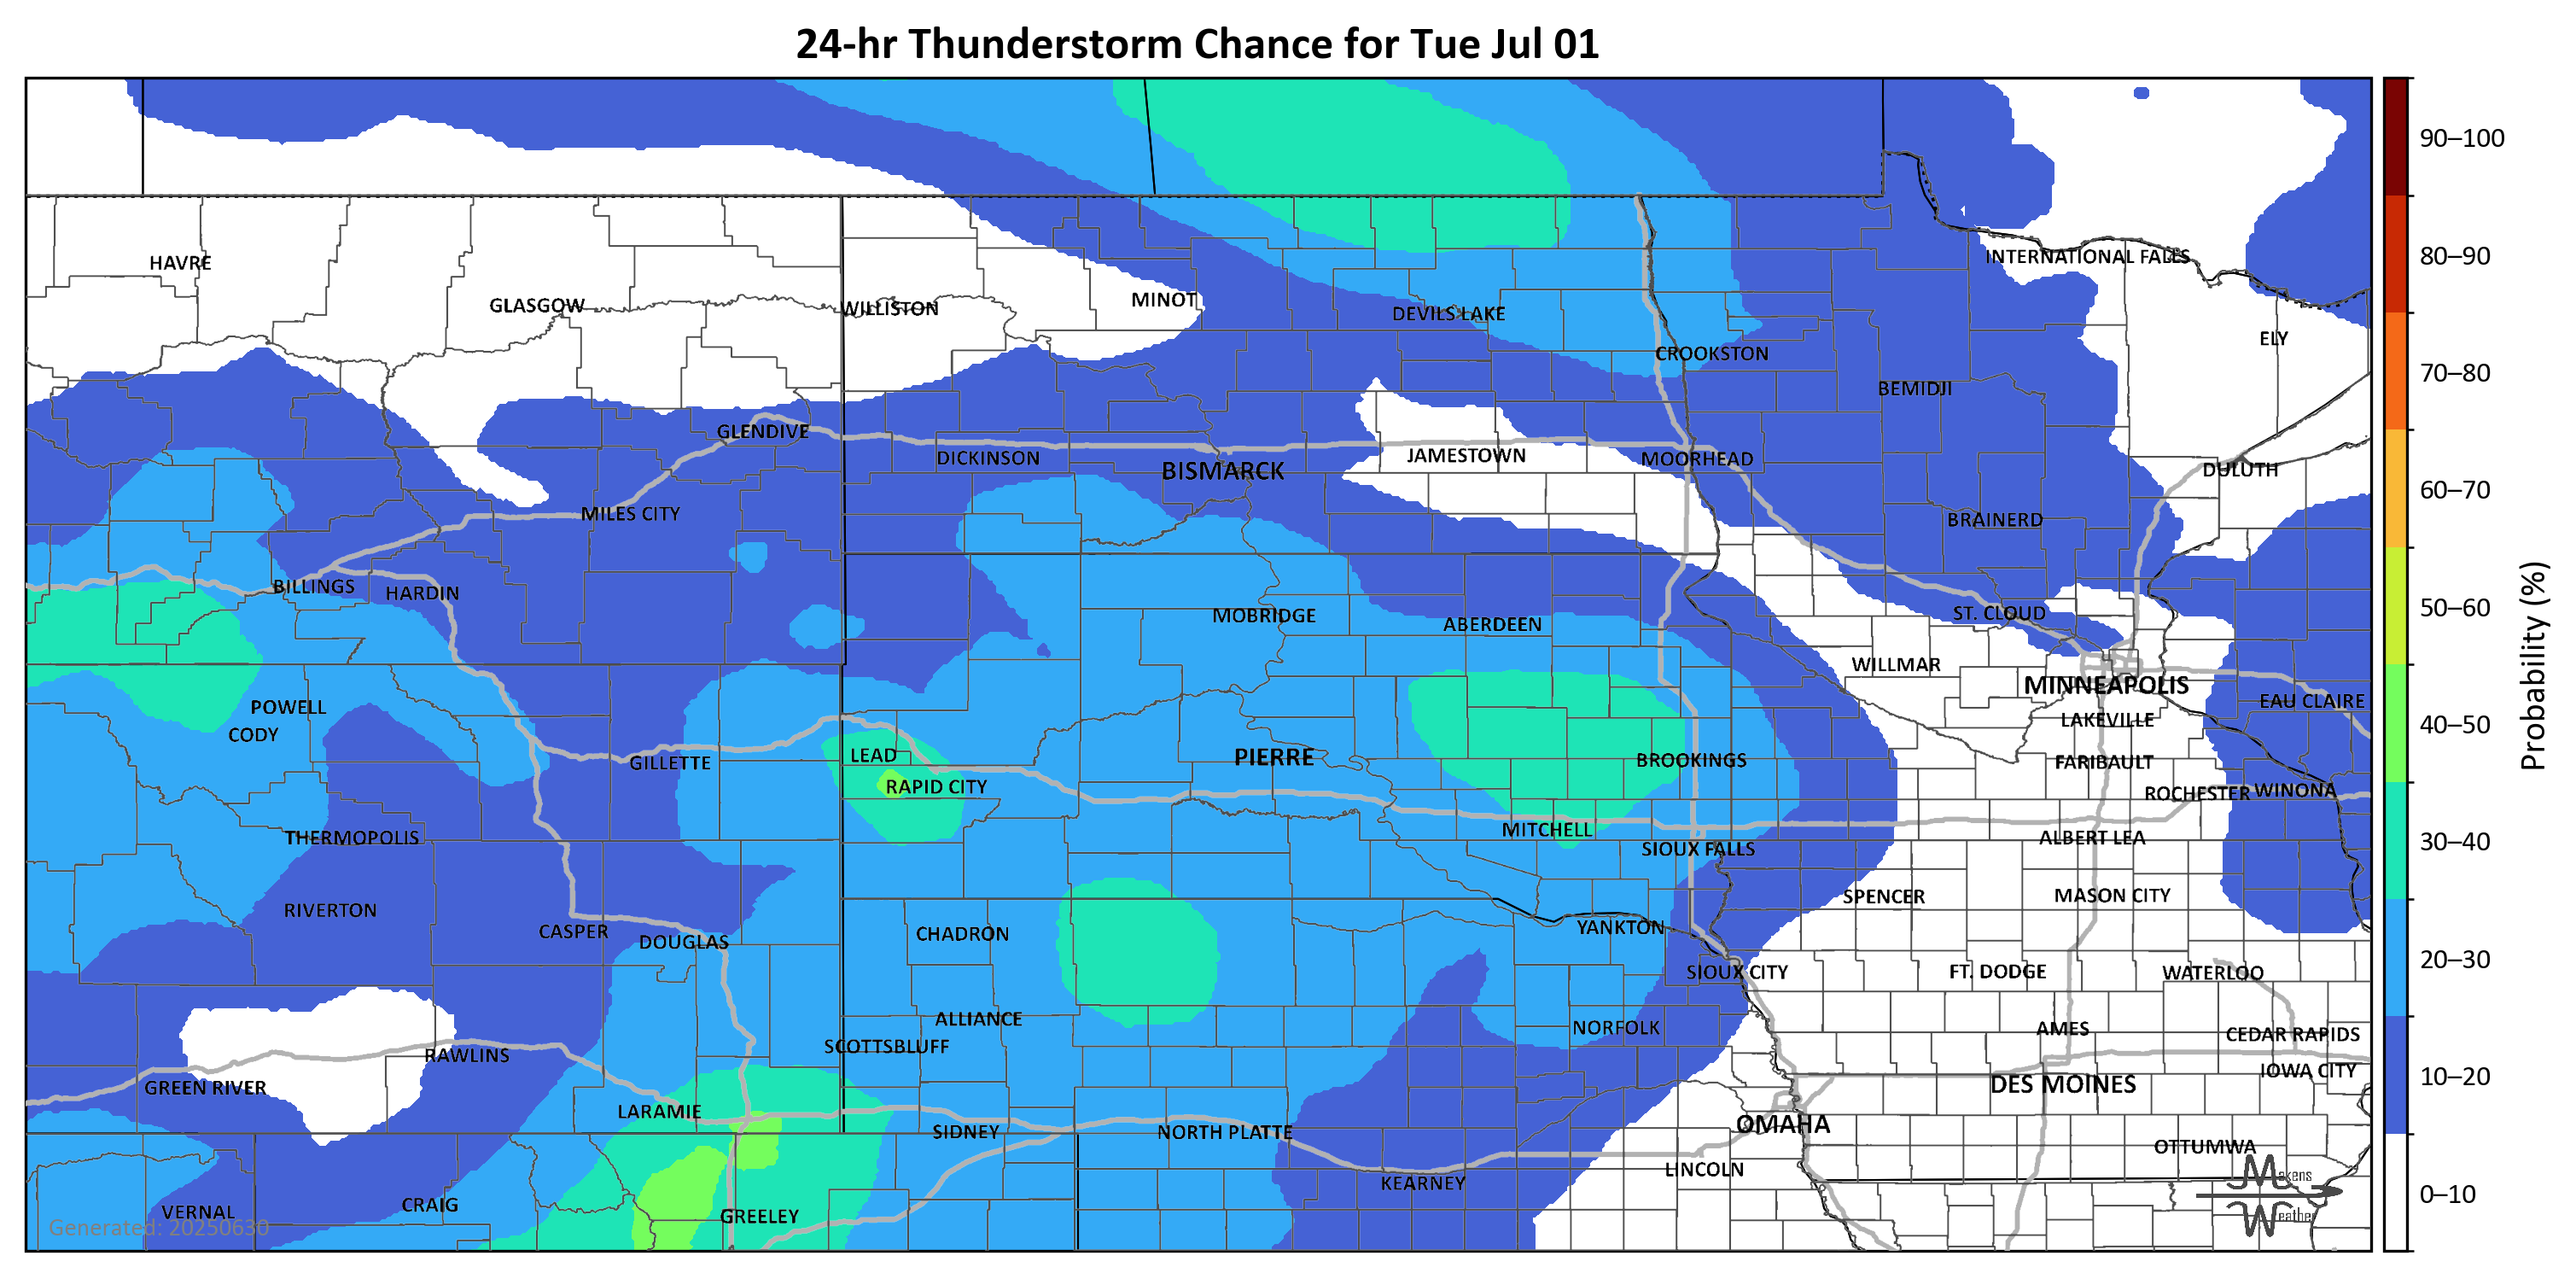 24-hr Thunderstorm Chance for Tue Jul 01
90–100
80–90
70–80
60–70
50–60
40–50
30–40
20–30
10–20
0–10
Probability (%)
HAVRE
INTERNATIONAL FALLS
GLASGOW
WILLISTON
MINOT
DEVILS LAKE
ELY
CROOKSTON
BEMIDJI
GLENDIVE
DICKINSON
BISMARCK
JAMESTOWN
MOORHEAD
DULUTH
MILES CITY
BRAINERD
BILLINGS
HARDIN
MOBRIDGE
ABERDEEN
ST. CLOUD
WILLMAR
MINNEAPOLIS
POWELL
EAU CLAIRE
CODY
LAKEVILLE
GILLETTE
LEAD
PIERRE
BROOKINGS
FARIBAULT
RAPID CITY
ROCHESTER
WINONA
THERMOPOLIS
MITCHELL
ALBERT LEA
SIOUX FALLS
RIVERTON
SPENCER
MASON CITY
CASPER
DOUGLAS
CHADRON
YANKTON
SIOUX CITY
FT. DODGE
WATERLOO
ALLIANCE
NORFOLK
AMES
CEDAR RAPIDS
SCOTTSBLUFF
RAWLINS
GREEN RIVER
DES MOINES
IOWA CITY
LARAMIE
SIDNEY
NORTH PLATTE
OMAHA
OTTUMWA
LINCOLN
KEARNEY
VERNAL
CRAIG
GREELEY
Generated: 20250630
Makens
Weather